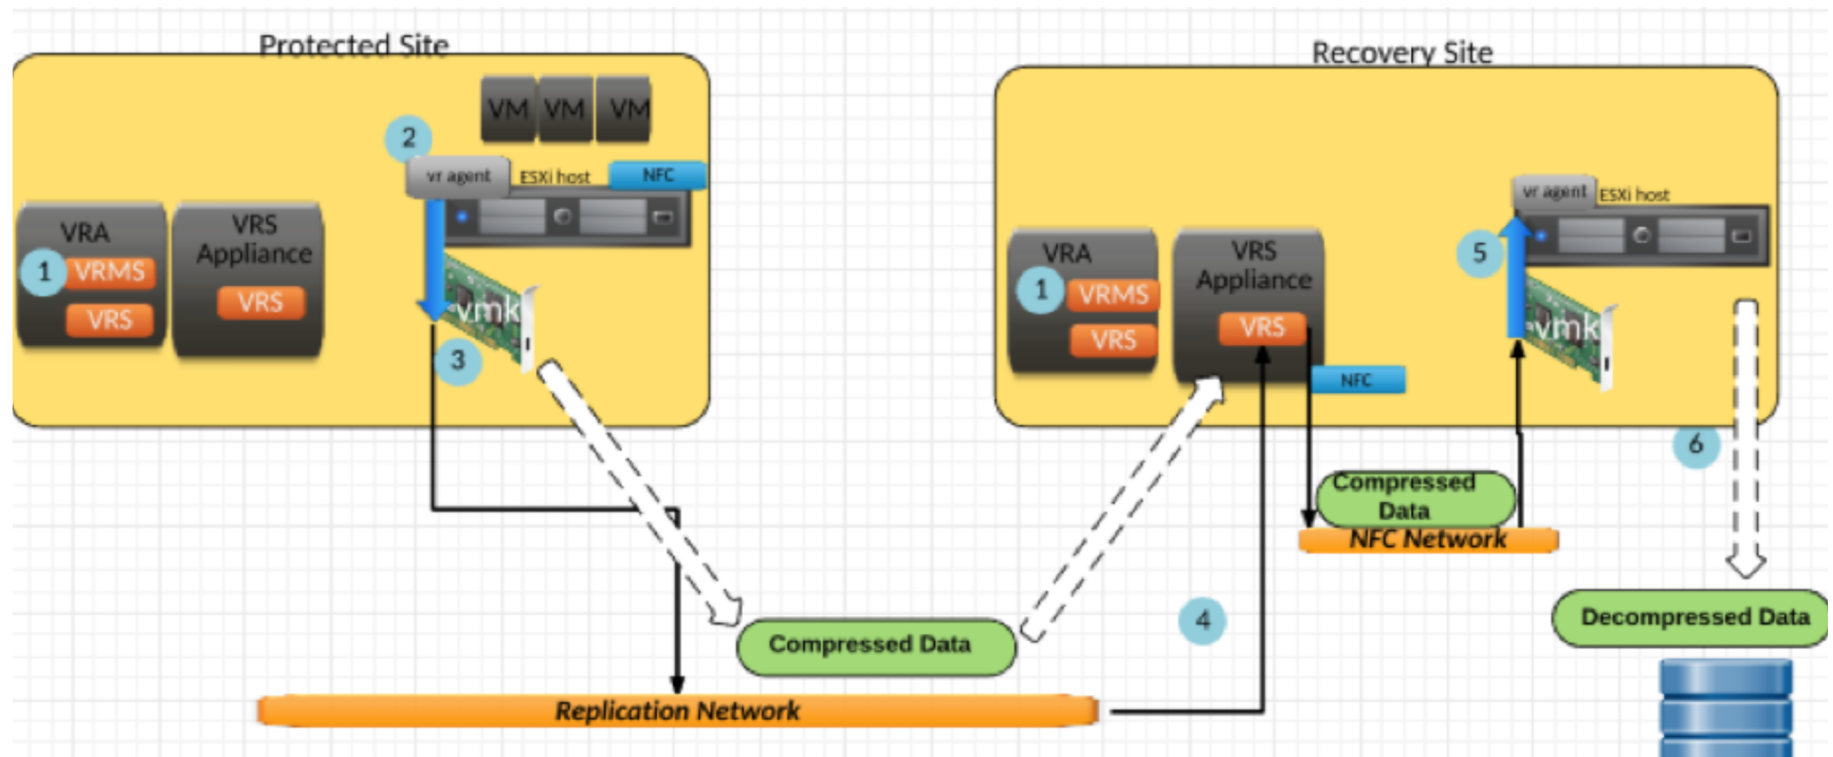 Protected Site
VM VM VM
2
vr agent ESXi host NFC
VRA
1 VRMS
VRS
VRS
Appliance
VRS
vmk
3
Recovery Site
vr agent ESXi host
VRA
1 VRMS
VRS
VRS
Appliance
VRS
NFC
5
vmk
6
Compressed
Data
NFC Network
4
Compressed Data
Decompressed Data
Replication Network